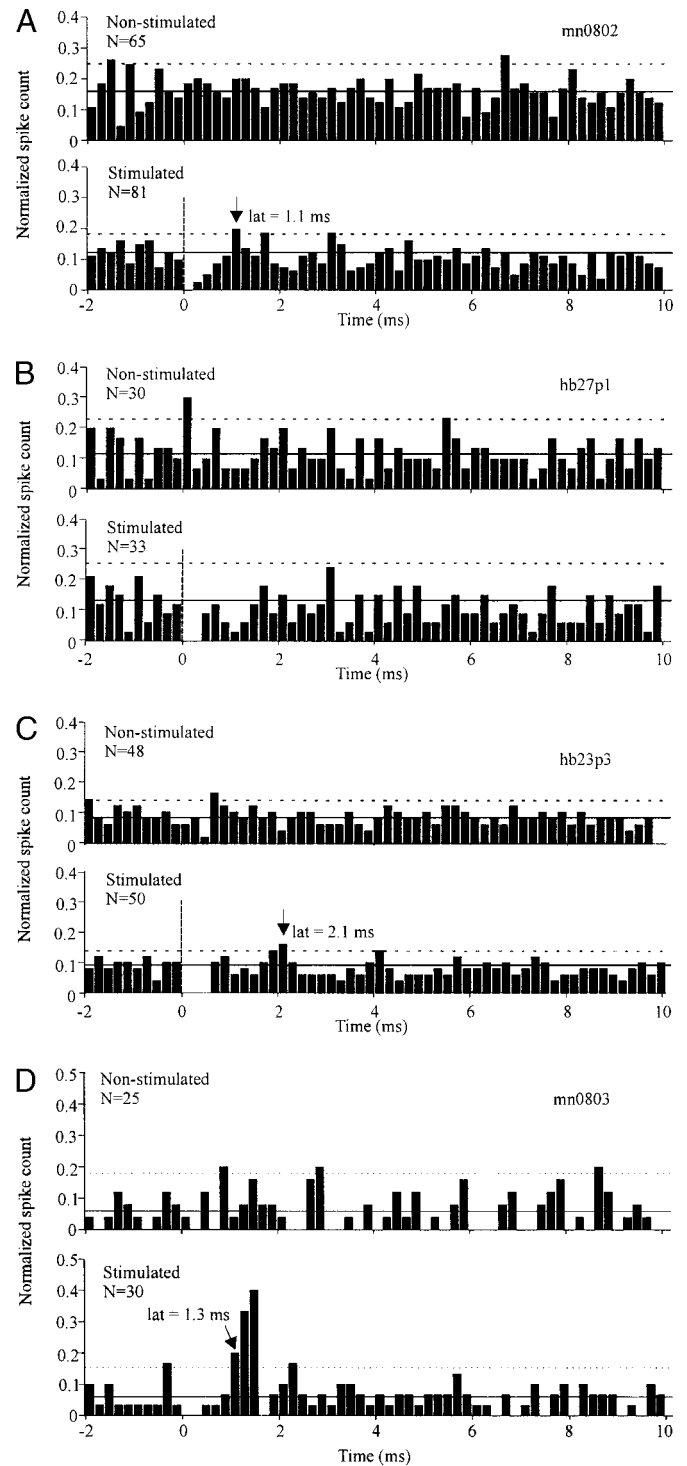 A
Normalized spike count
0.4
0.3
0.2
0.1
0
Non-stimulated
N=65
mn0802
0.4
0.3
0.2
0.1
0
Stimulated
N=81
lat = 1.1 ms
-2 0 2 4 6 8 10
Time (ms)
B
Normalized spike count
0.4
0.3
0.2
0.1
0
Non-stimulated
N=30
hb27p1
0.4
0.3
0.2
0.1
0
Stimulated
N=33
-2 0 2 4 6 8 10
Time (ms)
C
Normalized spike count
0.4
0.3
0.2
0.1
0
Non-stimulated
N=48
hb23p3
0.4
0.3
0.2
0.1
0
Stimulated
N=50
lat = 2.1 ms
-2 0 2 4 6 8 10
Time (ms)
D
Normalized spike count
0.5
0.4
0.3
0.2
0.1
0
Non-stimulated
N=25
mn0803
0.5
0.4
0.3
0.2
0.1
0
Stimulated
N=30
lat = 1.3 ms
-2 0 2 4 6 8 10
Time (ms)